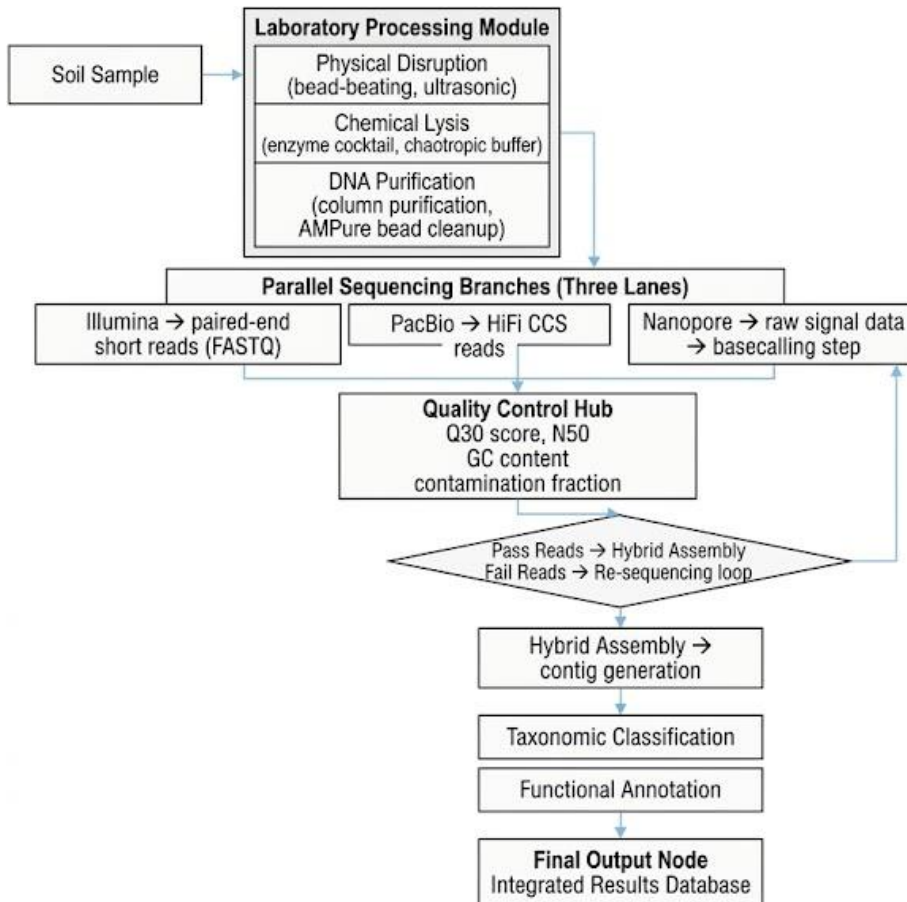 Laboratory Processing Module
Soil Sample
Physical Disruption
(bead-beating, ultrasonic)
Chemical Lysis
(enzyme cocktail, chaotropic buffer)
DNA Purification
(column purification,
AMPure bead cleanup)
Parallel Sequencing Branches (Three Lanes)
Illumina → paired-end
short reads (FASTQ)
PacBio → HiFi CCS
reads
Nanopore → raw signal data
→ basecalling step
Quality Control Hub
Q30 score, N50
GC content
contamination fraction
Pass Reads → Hybrid Assembly
Fail Reads → Re-sequencing loop
Hybrid Assembly →
contig generation
Taxonomic Classification
Functional Annotation
Final Output Node
Integrated Results Database